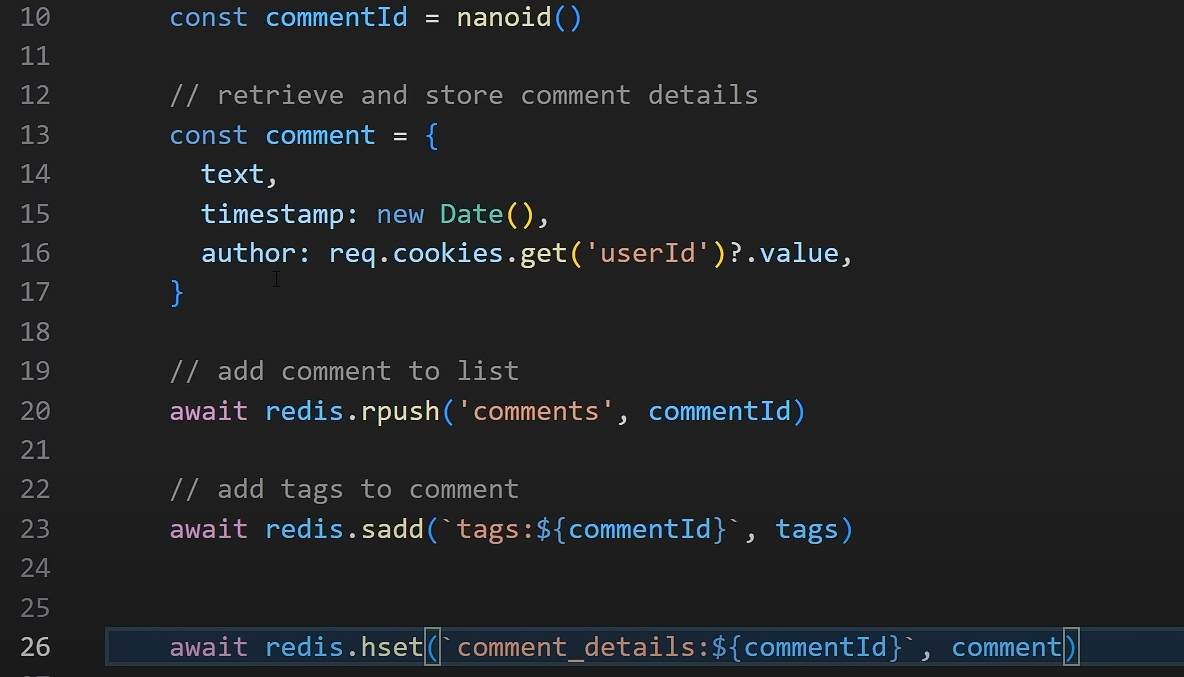 10 const commentId = nanoid()
11
12 // retrieve and store comment details
13 const comment = {
14 text,
15 timestamp: new Date(),
16 author: req.cookies.get('userId')?.value,
17 }
18
19 // add comment to list
20 await redis.rpush('comments', commentId)
21
22 // add tags to comment
23 await redis.sadd(`tags:${commentId}`, tags)
24
25
26 await redis.hset(`comment_details:${commentId}`, comment)